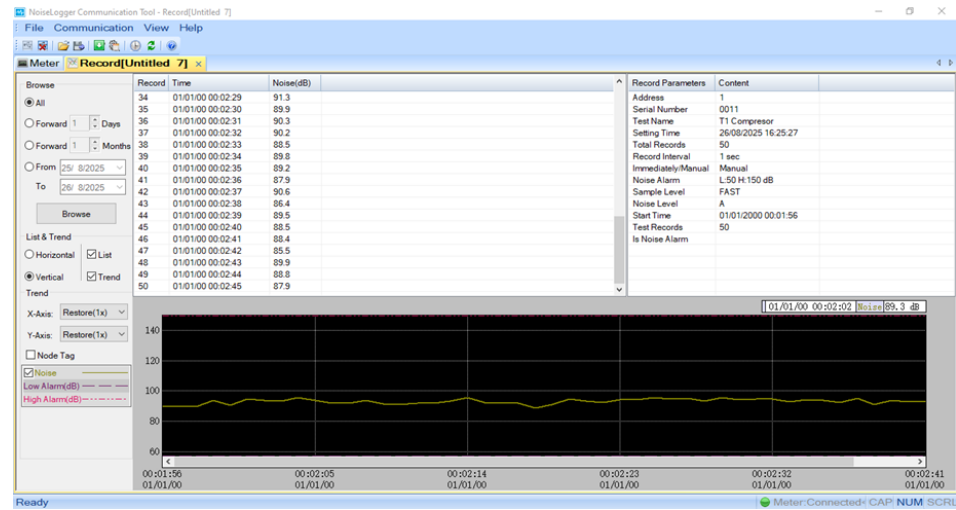 NoiseLogger Communication Tool - Record[Untitled 7]
File Communication View Help
Meter Record[Untitled 7] ×
Browse
All
Forward 1 Days
Forward 1 Months
From 25/ 8/2025
To 26/ 8/2025
Browse
List & Trend
Horizontal List
Vertical Trend
Trend
X-Axis: Restore(1x)
Y-Axis: Restore(1x)
Node Tag
Noise
Low Alarm(dB)
High Alarm(dB)
Record Time Noise(dB)
34 01/01/00 00:02:29 91.3
35 01/01/00 00:02:30 89.9
36 01/01/00 00:02:31 90.3
37 01/01/00 00:02:32 90.2
38 01/01/00 00:02:33 88.5
39 01/01/00 00:02:34 89.8
40 01/01/00 00:02:35 89.2
41 01/01/00 00:02:36 87.9
42 01/01/00 00:02:37 90.6
43 01/01/00 00:02:38 86.4
44 01/01/00 00:02:39 89.5
45 01/01/00 00:02:40 88.5
46 01/01/00 00:02:41 88.4
47 01/01/00 00:02:42 85.5
48 01/01/00 00:02:43 89.9
49 01/01/00 00:02:44 88.8
50 01/01/00 00:02:45 87.9
Record Parameters Content
Address 1
Serial Number 0011
Test Name T1 Compresor
Setting Time 26/08/2025 16:25:27
Total Records 50
Record Interval 1 sec
Immediately/Manual Manual
Noise Alarm L:50 H:150 dB
Sample Level FAST
Noise Level A
Start Time 01/01/2000 00:01:56
Test Records 50
Is Noise Alarm
01/01/00 00:02:02 Noise 89.3 dB
140
120
100
80
60
00:01:56 00:02:05 00:02:14 00:02:23 00:02:32 00:02:41
01/01/00 01/01/00 01/01/00 01/01/00 01/01/00 01/01/00
Ready Meter:Connected< CAP NUM SCRL